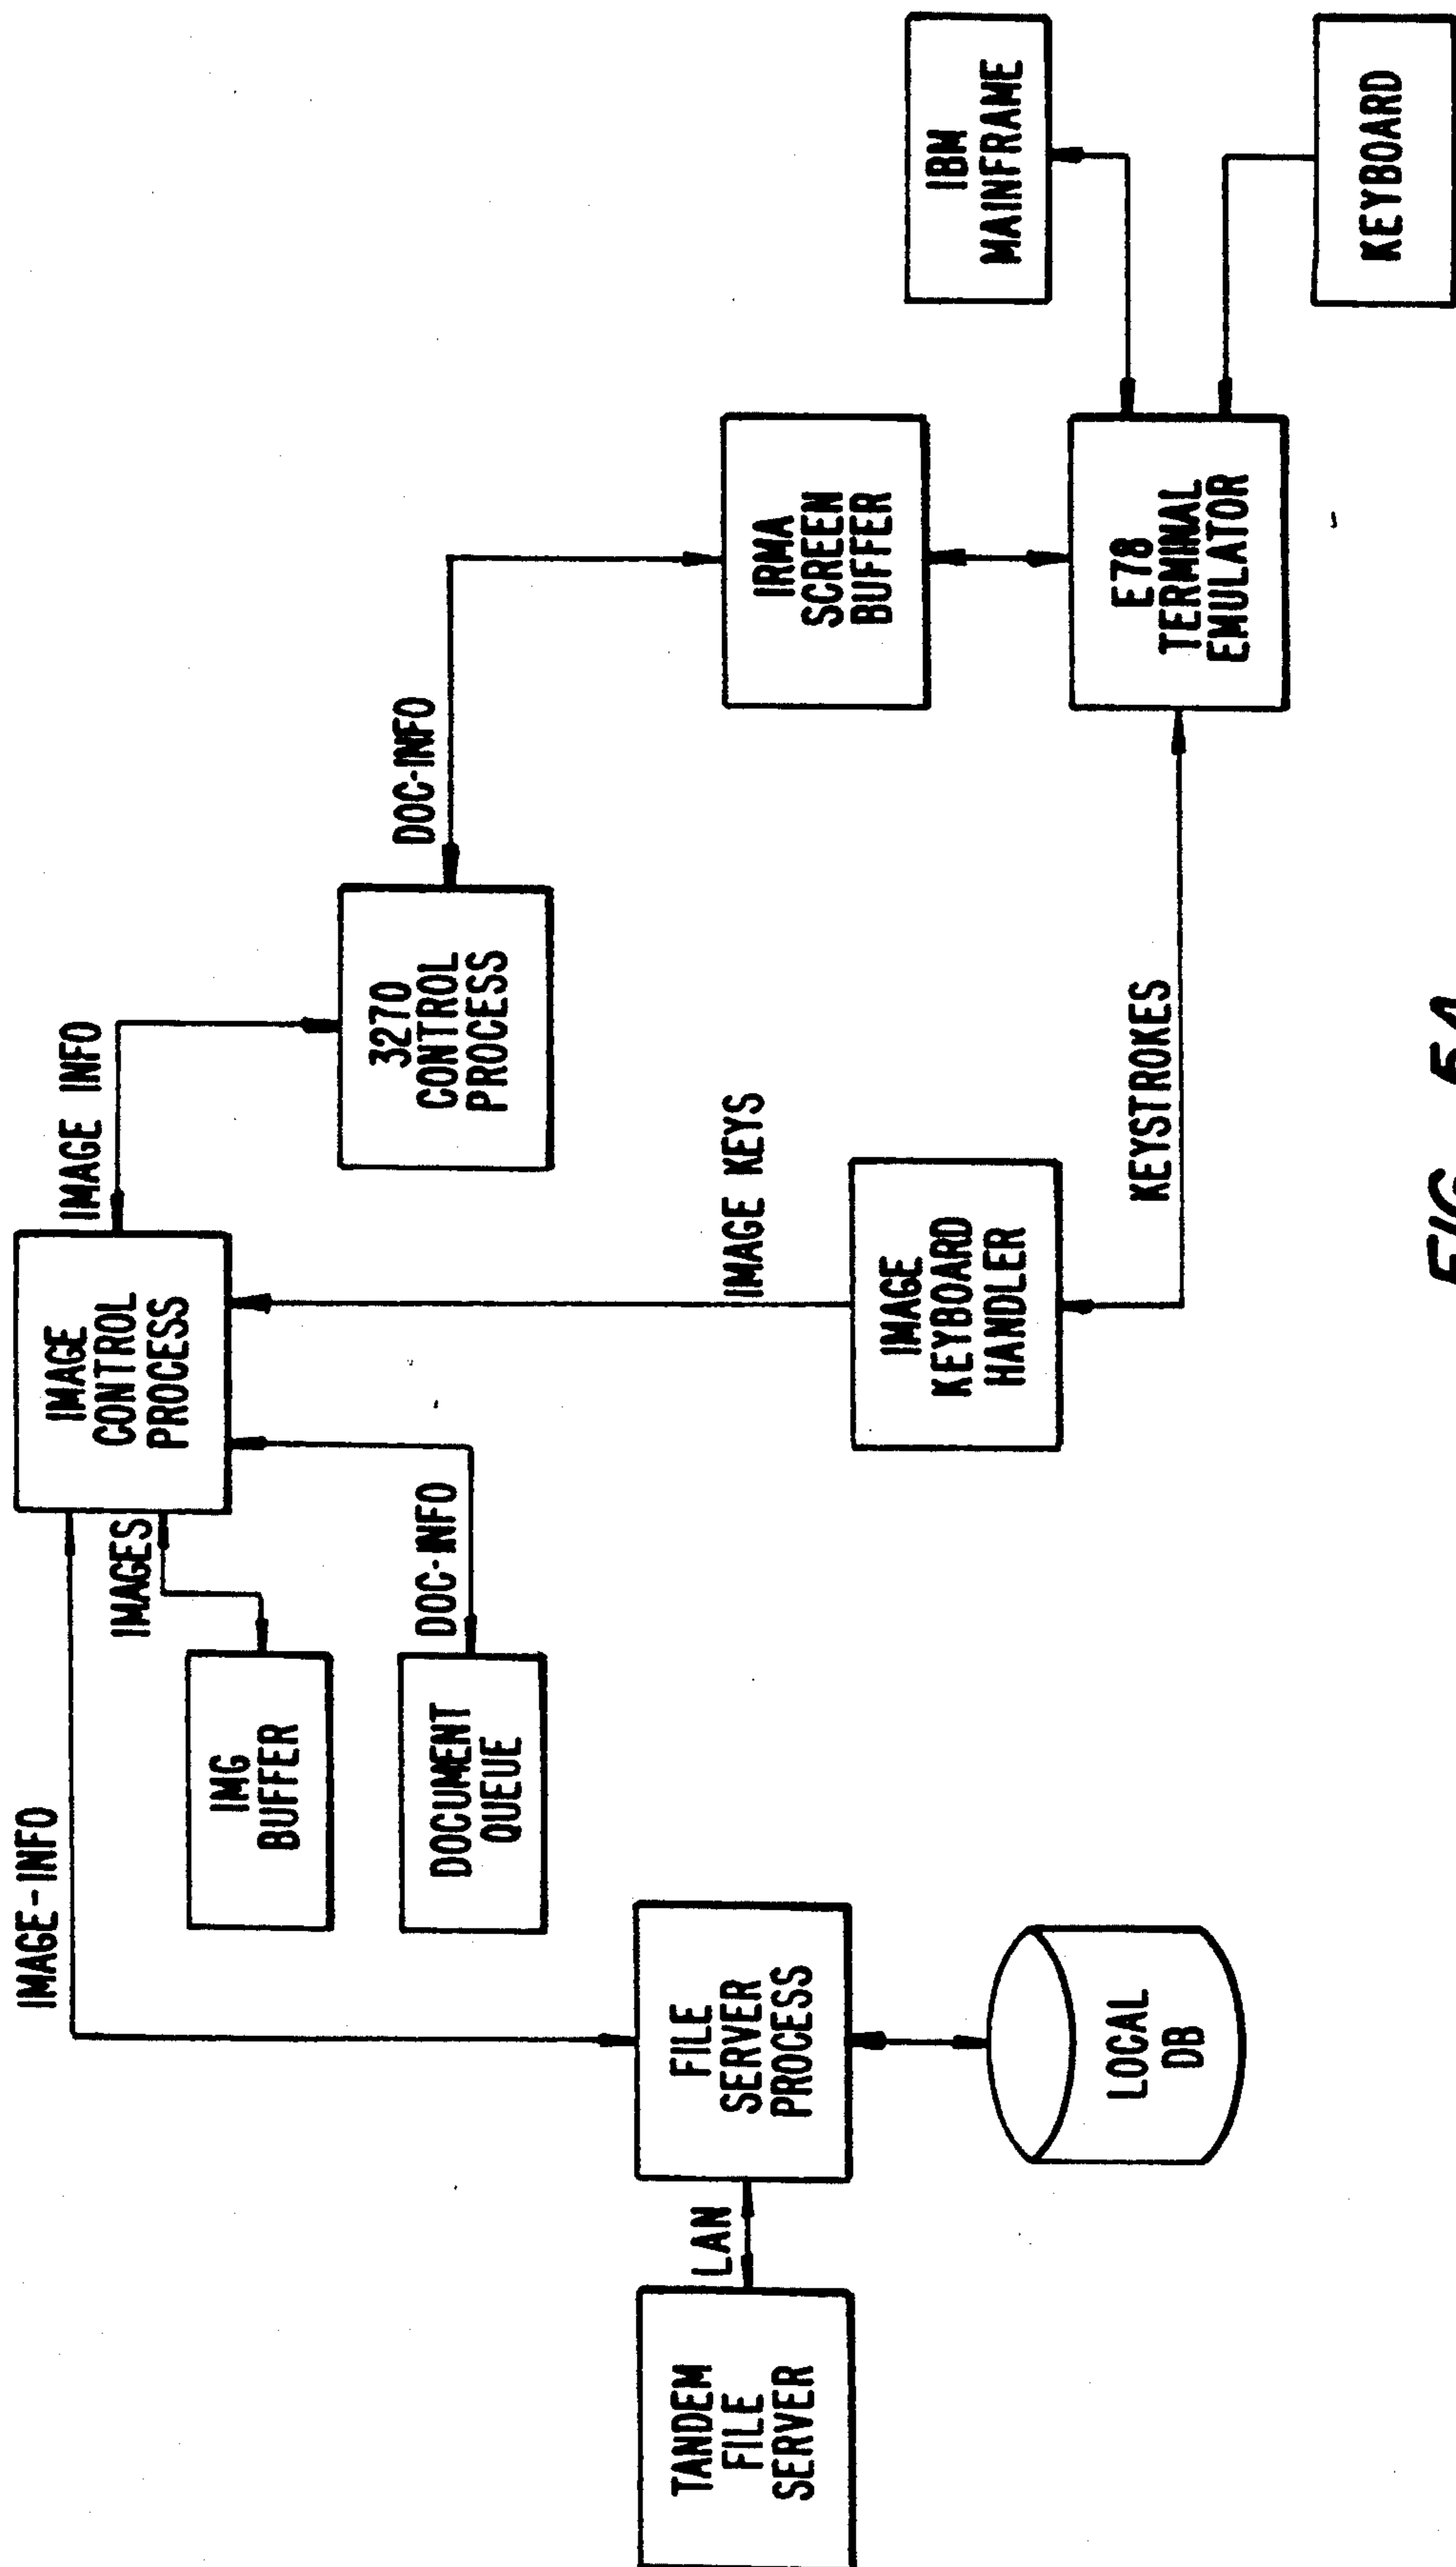 IMAGE-INFO
IMAGES
IMAGE
CONTROL
PROCESS
IMAGE INFO
IMG
BUFFER
DOCUMENT
QUEUE
DOC-INFO
3270
CONTROL
PROCESS
DOC-INFO
TANDEM
FILE
SERVER
LAN
FILE
SERVER
PROCESS
LOCAL
DB
IMAGE KEYS
IMAGE
KEYBOARD
HANDLER
KEYSTROKES
IRMA
SCREEN
BUFFER
E78
TERMINAL
EMULATOR
IBM
MAINFRAME
KEYBOARD
FIG. 5A